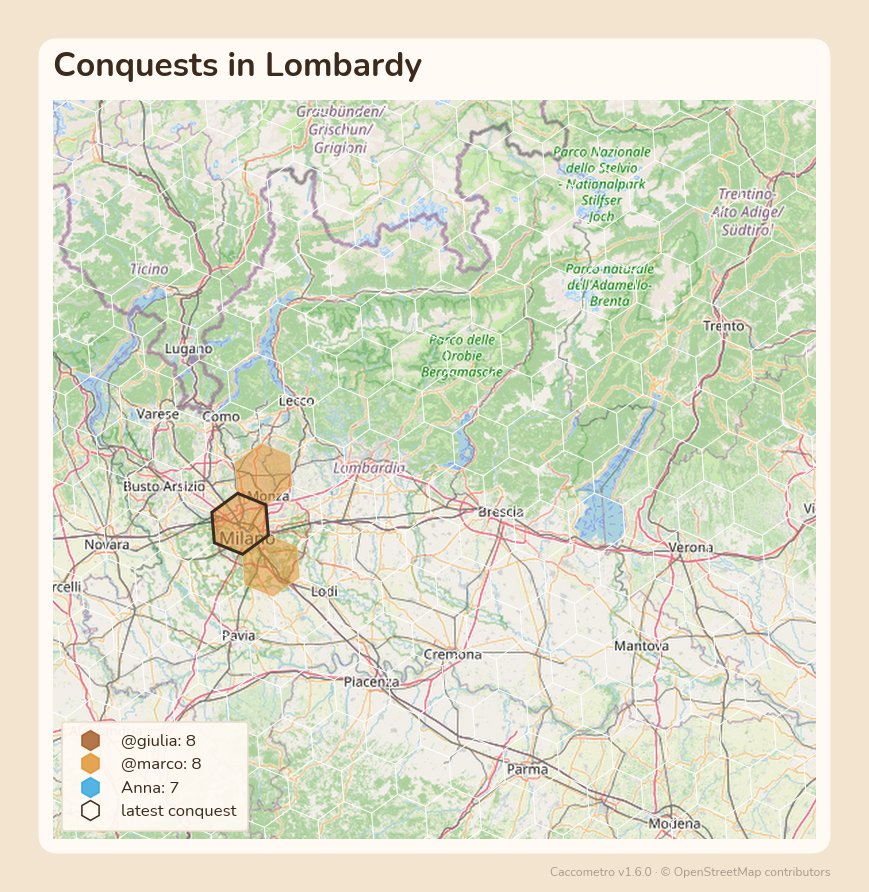 Conquests in Lombardy
Graubünden/
Grischun/
Grigioni
Parco Nazionale
dello Stelvio
- Nationalpark
Stilfser
Joch
Trentino-
Alto Adige/
Südtirol
Ticino
Parco naturale
dell'Adamello-
Brenta
Trento
Lugano
Parco delle
Orobie
Bergamasche
Lecco
Varese
Como
Lombardia
Busto Arsizio
Monza
Brescia
Milano
Novara
Verona
Lodi
Pavia
Mantova
Cremona
Piacenza
Parma
Modena
@giulia: 8
@marco: 8
Anna: 7
latest conquest
Caccometro v1.6.0 · © OpenStreetMap contributors